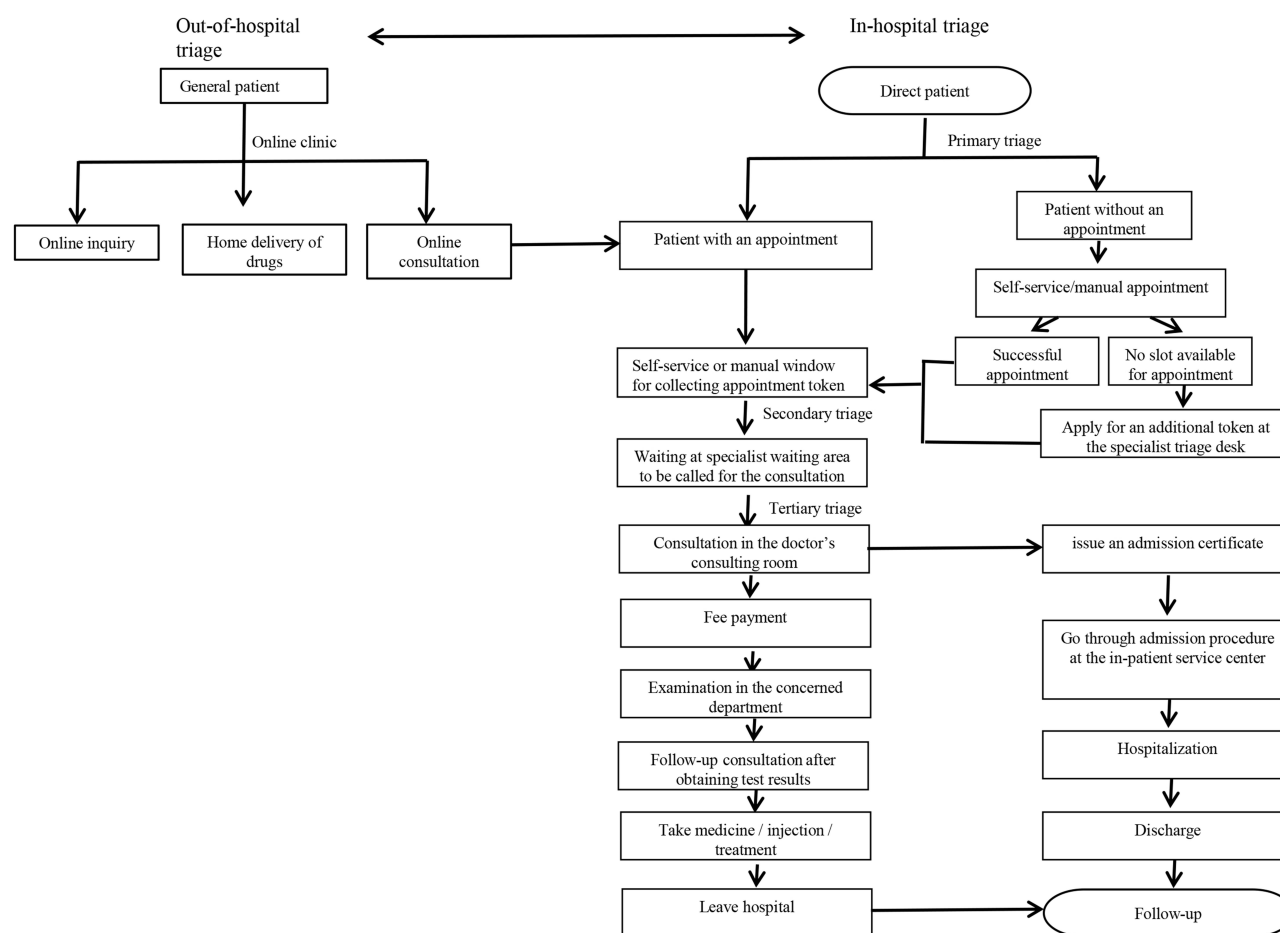 Out-of-hospital
triage
In-hospital triage
General patient
Direct patient
Online clinic
Primary triage
Online inquiry
Home delivery of
drugs
Online
consultation
Patient with an appointment
Patient without an
appointment
Self-service/manual appointment
Successful
appointment
No slot available
for appointment
Self-service or manual window
for collecting appointment token
Secondary triage
Apply for an additional token at
the specialist triage desk
Waiting at specialist waiting area
to be called for the consultation
Tertiary triage
Consultation in the doctor’s
consulting room
issue an admission certificate
Fee payment
Go through admission procedure
at the in-patient service center
Examination in the concerned
department
Follow-up consultation after
obtaining test results
Hospitalization
Take medicine / injection /
treatment
Discharge
Leave hospital
Follow-up